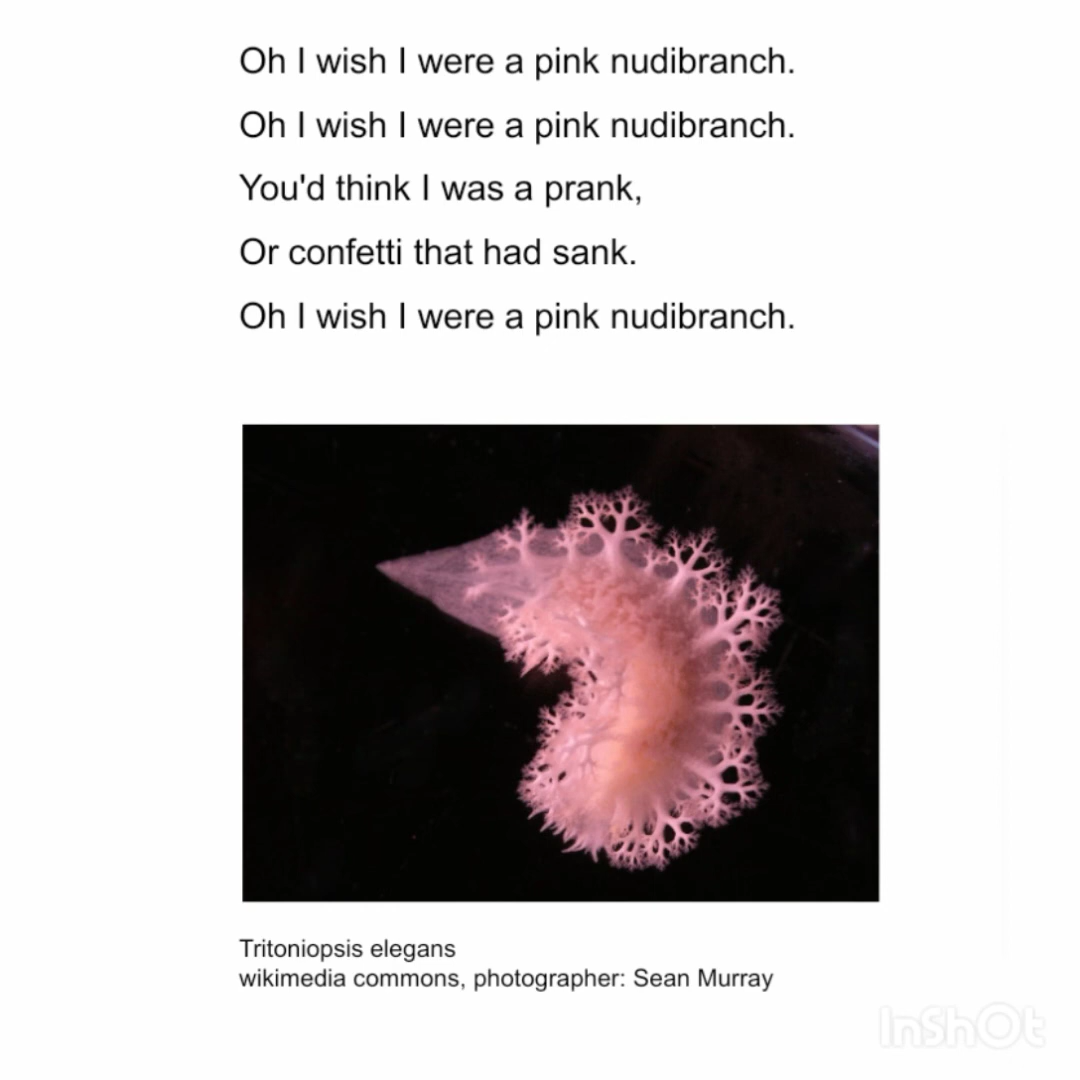 Oh I wish I were a pink nudibranch.
Oh I wish I were a pink nudibranch.
You'd think I was a prank,
Or confetti that had sank.
Oh I wish I were a pink nudibranch.
Tritoniopsis elegans
wikimedia commons, photographer: Sean Murray
InShOt